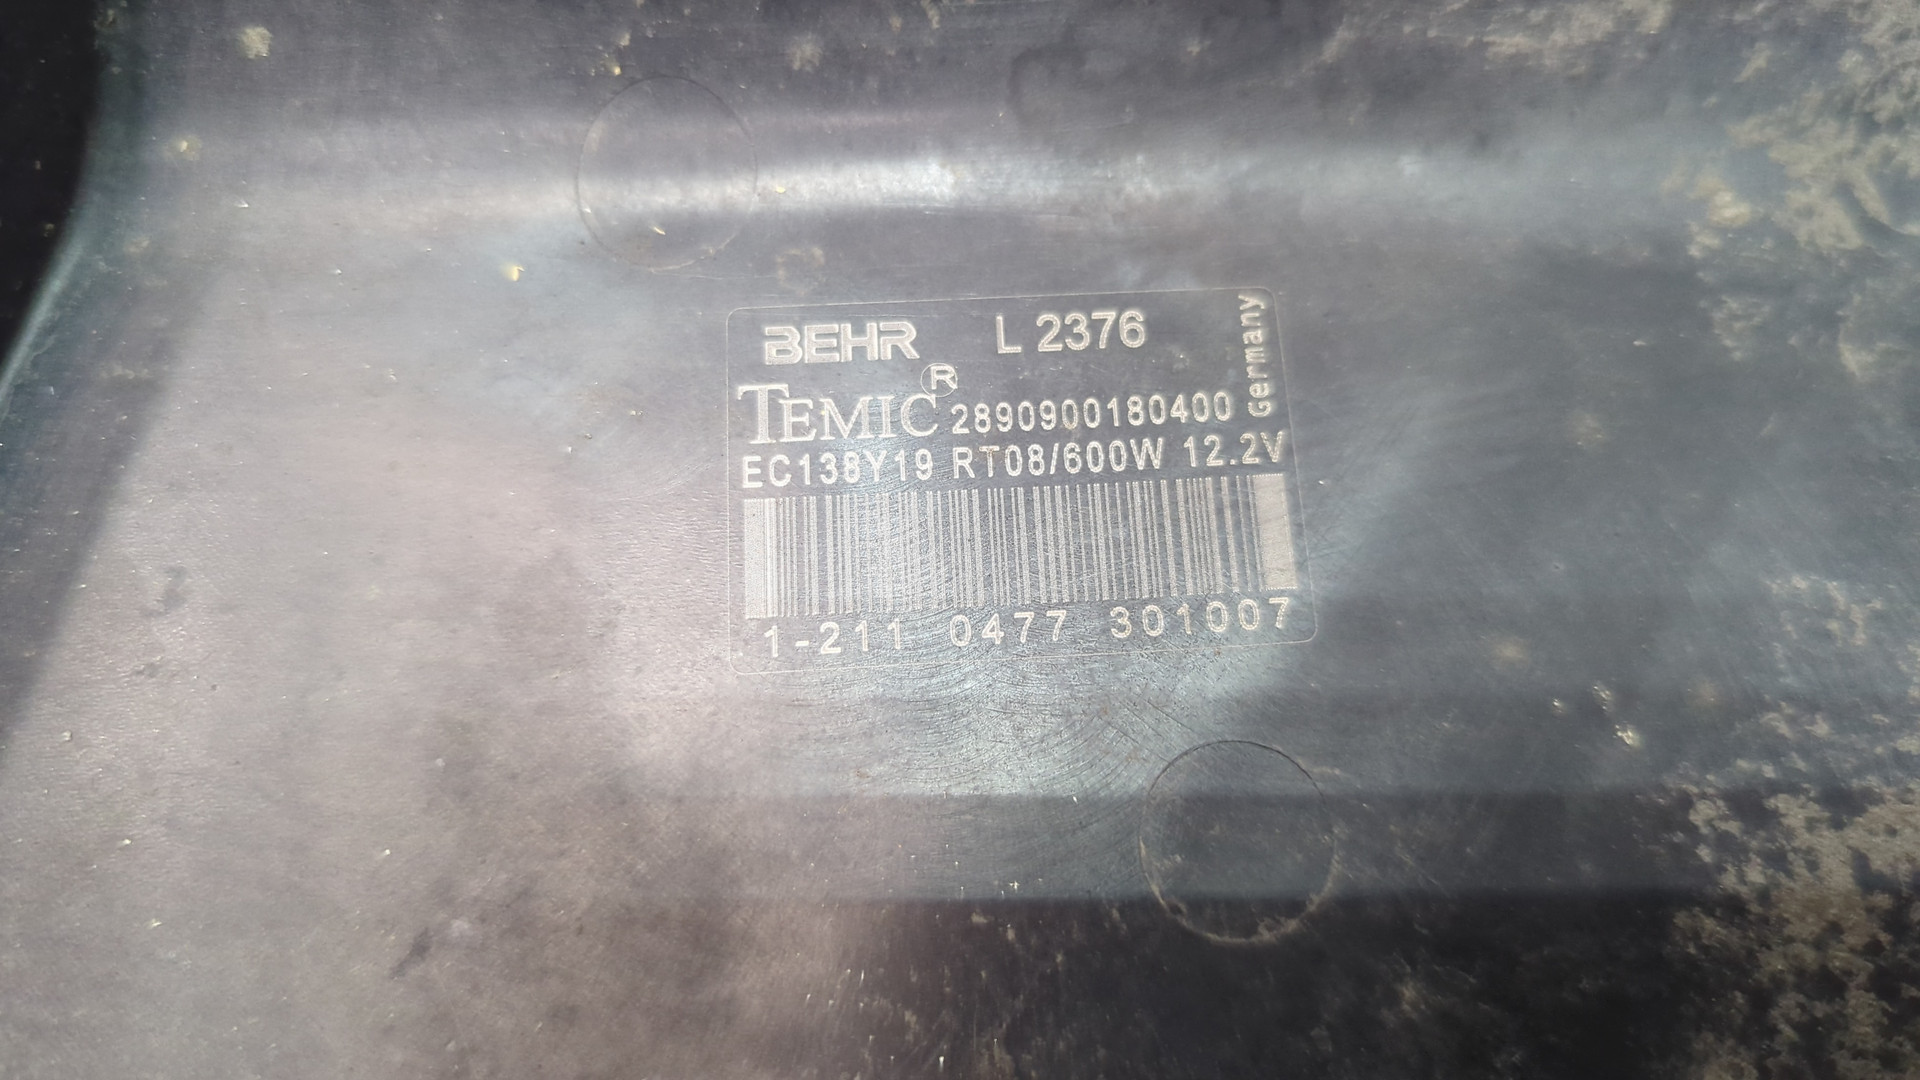 BEHR L 2376
Germany
TEMIC® 2890900180400
EC138Y19 RT08/600W 12.2V
1-211 0477 301007